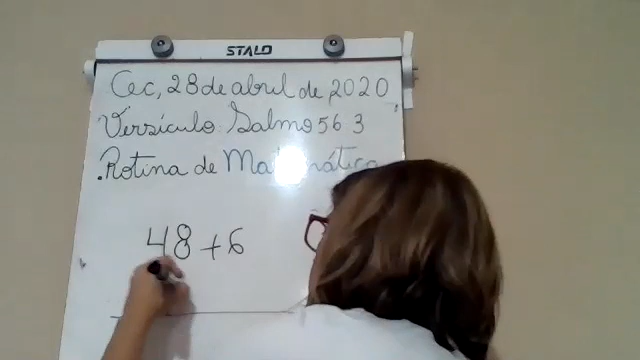 STALO
Cec, 28 de abril de 2020
Versículo: Salmo 56 3
.Rotina de Matemática
48+6